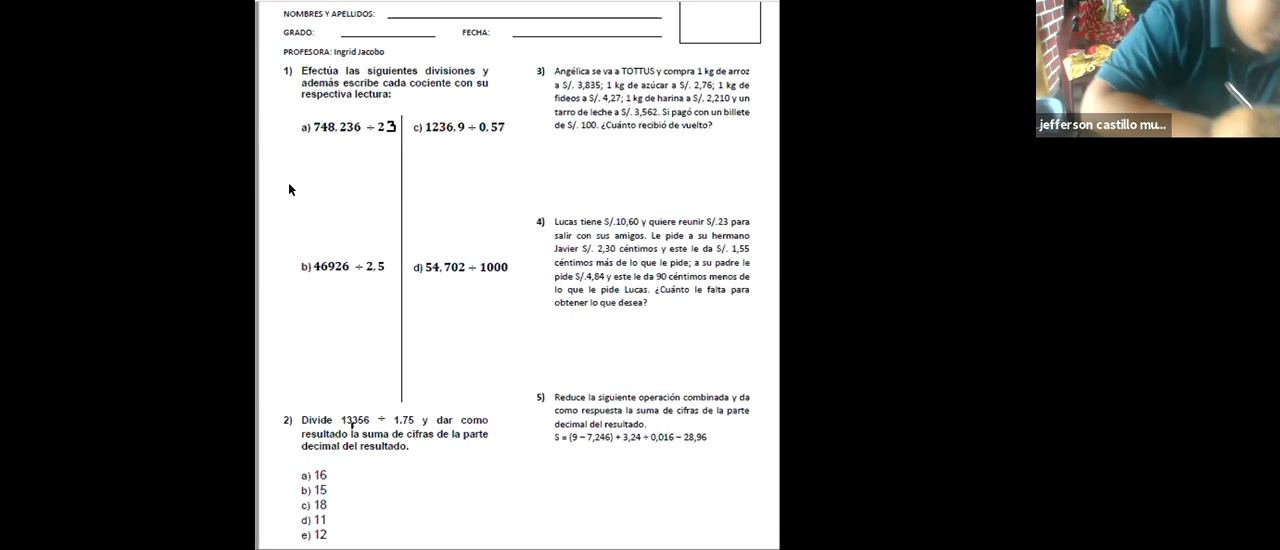 NOMBRES Y APELLIDOS:
GRADO: FECHA:
PROFESORA: Ingrid Jacobo
1) Efectúa las siguientes divisiones y
además escribe cada cociente con su
respectiva lectura:
a) 748,236 ÷ 23
c) 1236,9 ÷ 0,57
b) 46926 ÷ 2,5
d) 54,702 ÷ 1000
2) Divide 13356 ÷ 1.75 y dar como
resultado la suma de cifras de la parte
decimal del resultado.
a) 16
b) 15
c) 18
d) 11
e) 12
3) Angélica se va a TOTTUS y compra 1 kg de arroz
a S/. 3,835; 1 kg de azúcar a S/. 2,76; 1 kg de
fideos a S/. 4,27; 1 kg de harina a S/. 2,210 y un
tarro de leche a S/. 3,562. Si pagó con un billete
de S/. 100. ¿Cuánto recibió de vuelto?
4) Lucas tiene S/.10,60 y quiere reunir S/.23 para
salir con sus amigos. Le pide a su hermano
Javier S/. 2,30 céntimos y este le da S/. 1,55
céntimos más de lo que le pide; a su padre le
pide S/.4,84 y este le da 90 céntimos menos de
lo que le pide Lucas. ¿Cuánto le falta para
obtener lo que desea?
5) Reduce la siguiente operación combinada y da
como respuesta la suma de cifras de la parte
decimal del resultado.
S = (9 – 7,246) + 3,24 ÷ 0,016 – 28,96
jefferson castillo mu...